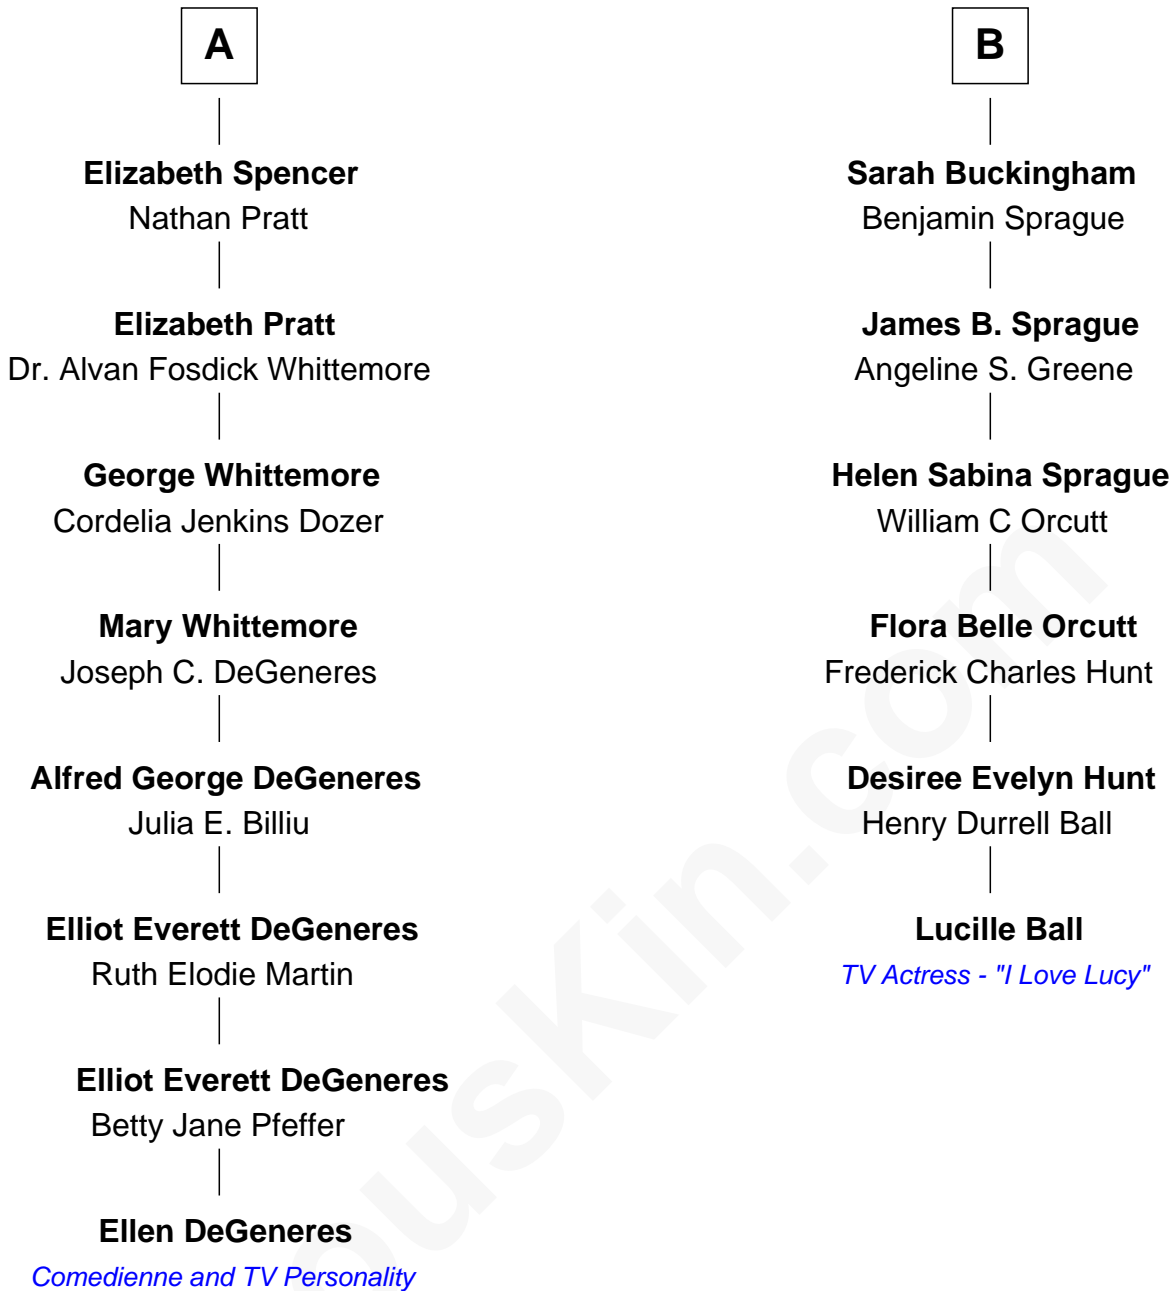 A
Elizabeth Spencer
Nathan Pratt
Elizabeth Pratt
Dr. Alvan Fosdick Whittemore
George Whittemore
Cordelia Jenkins Dozer
Mary Whittemore
Joseph C. DeGeneres
Alfred George DeGeneres
Julia E. Billiu
Elliot Everett DeGeneres
Ruth Elodie Martin
Elliot Everett DeGeneres
Betty Jane Pfeffer
Ellen DeGeneres
Comedienne and TV Personality
B
Sarah Buckingham
Benjamin Sprague
James B. Sprague
Angeline S. Greene
Helen Sabina Sprague
William C Orcutt
Flora Belle Orcutt
Frederick Charles Hunt
Desiree Evelyn Hunt
Henry Durrell Ball
Lucille Ball
TV Actress - "I Love Lucy"
ousKin.com